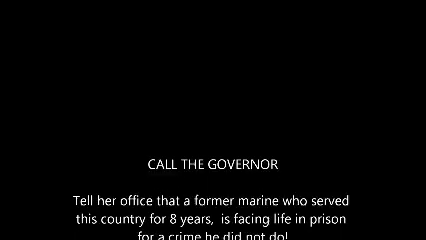 CALL THE GOVERNOR
Tell her office that a former marine who served
this country for 8 years,  is facing life in prison
for a crime he did not do!